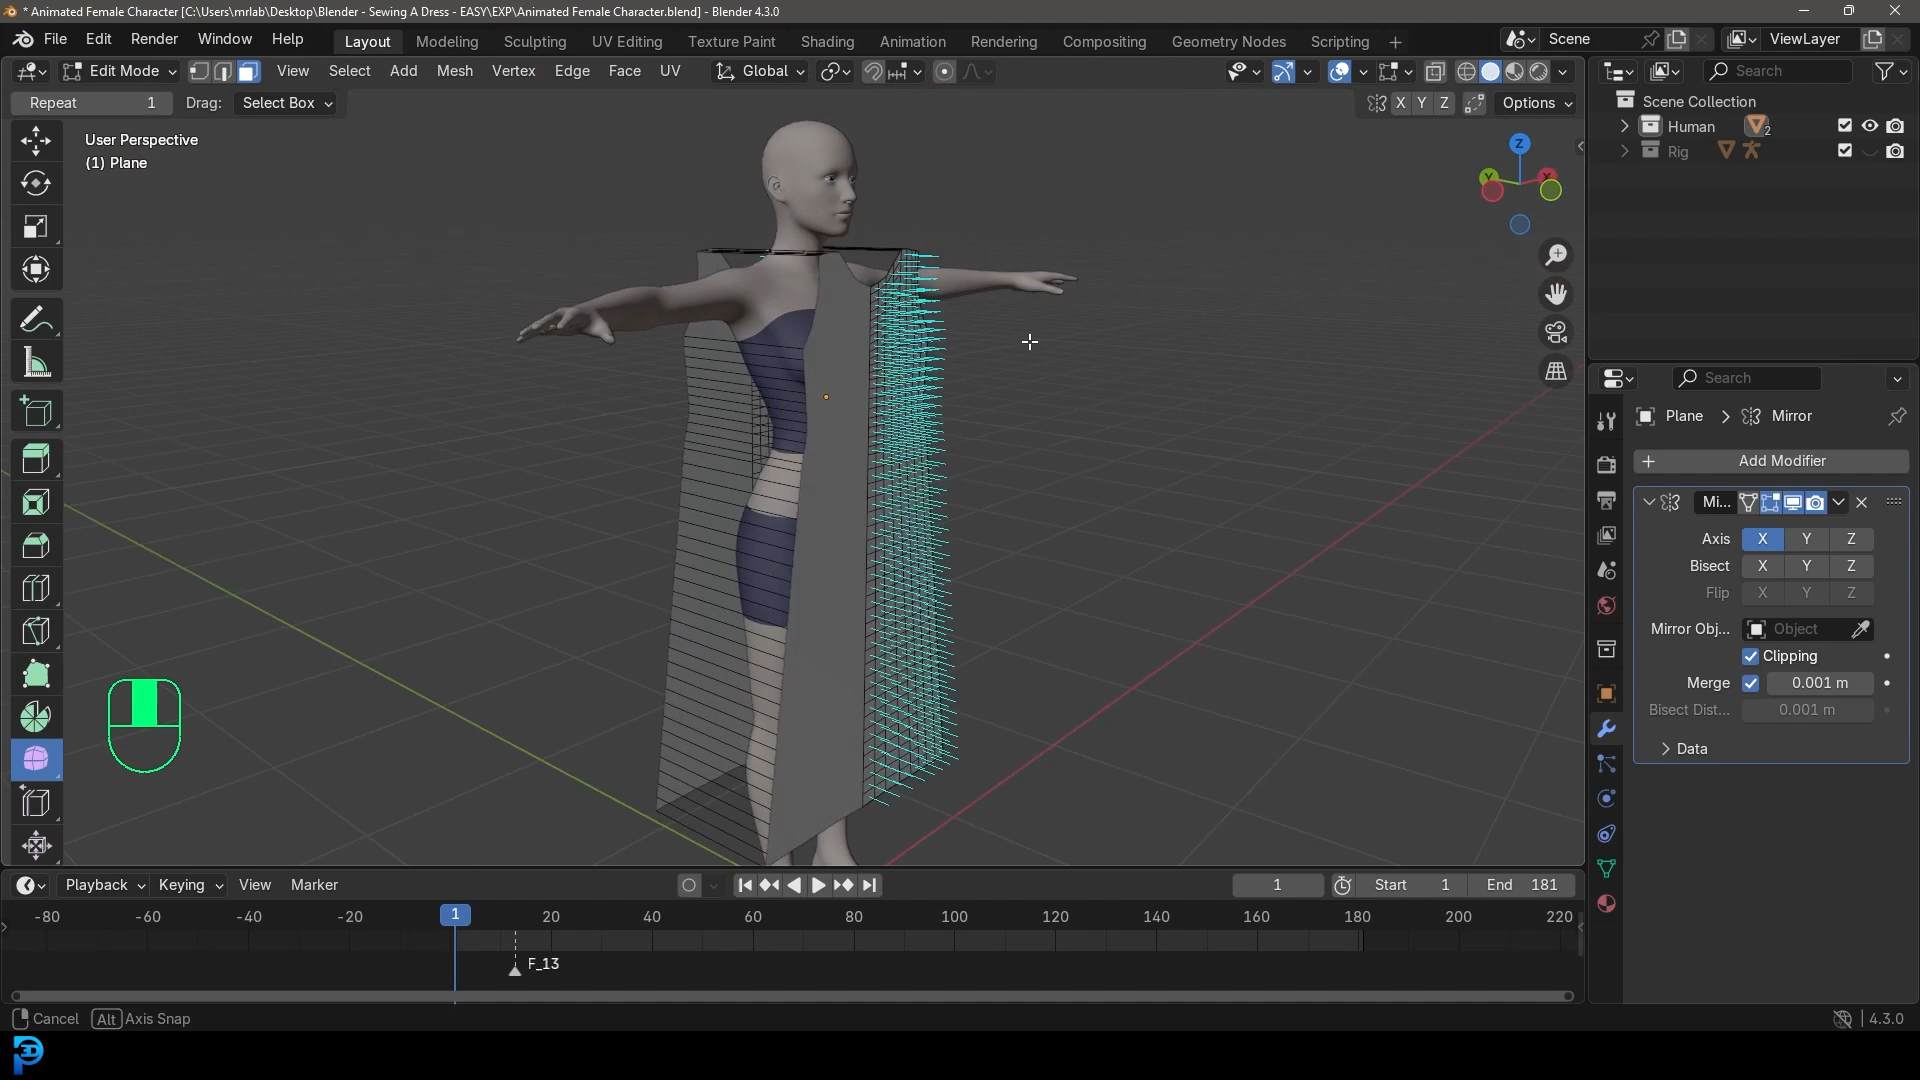 * Animated Female Character [C:\Users\mrlab\Desktop\Blender - Sewing A Dress - EASY\EXP\Animated Female Character.blend] - Blender 4.3.0
File Edit Render Window Help
Layout Modeling Sculpting UV Editing Texture Paint Shading Animation Rendering Compositing Geometry Nodes Scripting +
Scene ViewLayer
Edit Mode View Select Add Mesh Vertex Edge Face UV Global
Search
Repeat 1 Drag: Select Box
X Y Z Options
Scene Collection
Human 2
Rig
User Perspective
(1) Plane
Z
Y X
Search
Plane > Mirror
+ Add Modifier
Mi...
Axis X Y Z
Bisect X Y Z
Flip X Y Z
Mirror Obj... Object
Clipping
Merge 0.001 m
Bisect Dist... 0.001 m
Data
Playback Keying View Marker
1 Start 1 End 181
-80 -60 -40 -20 1 20 40 60 80 100 120 140 160 180 200 220
F_13
Cancel Alt Axis Snap
4.3.0
3D